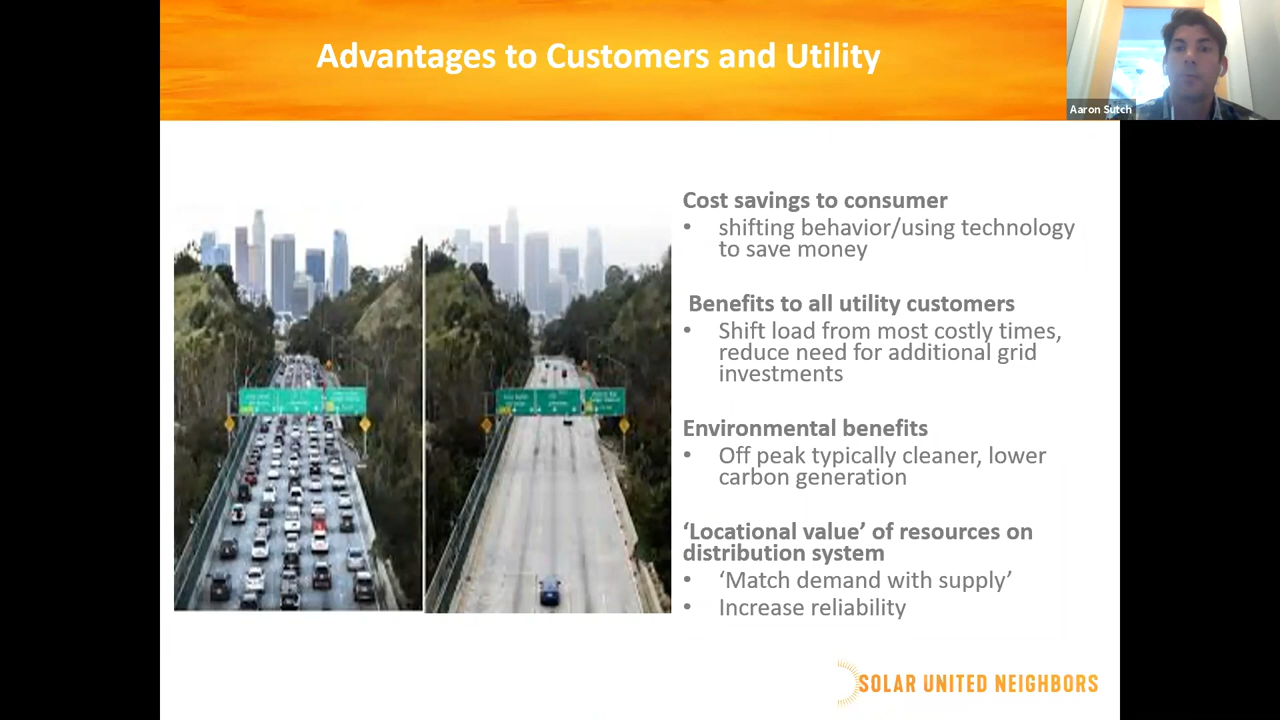 Advantages to Customers and Utility
Aaron Sutch
Cost savings to consumer
• shifting behavior/using technology
to save money
Benefits to all utility customers
• Shift load from most costly times,
reduce need for additional grid
investments
Environmental benefits
• Off peak typically cleaner, lower
carbon generation
‘Locational value’ of resources on
distribution system
• ‘Match demand with supply’
• Increase reliability
SOLAR UNITED NEIGHBORS